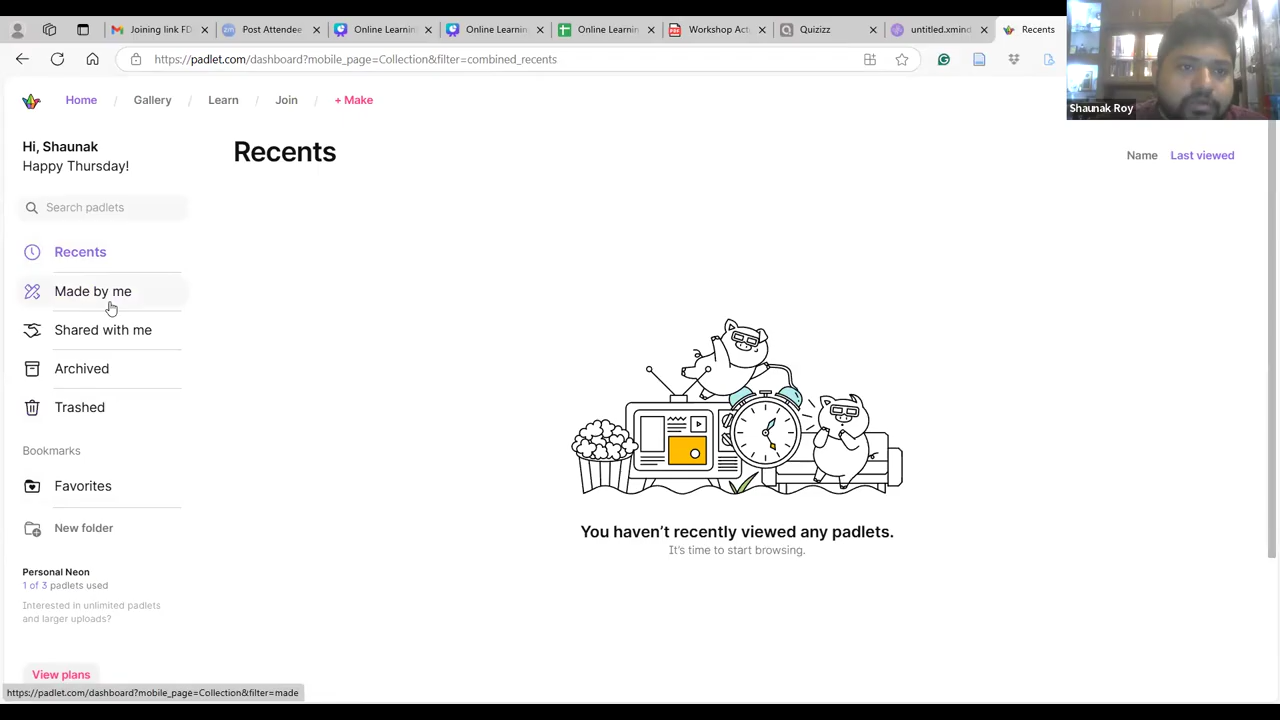 Joining link FD
Post Attende
Online Learnin
Online Learnin
Online Learnin
Workshop Act
Quizizz
untitled.xmind
Recents
https://padlet.com/dashboard?mobile_page=Collection&filter=combined_recents
Shaunak Roy
Home / Gallery / Learn / Join / + Make
Hi, Shaunak
Happy Thursday!
Recents
Name
Last viewed
Search padlets
Recents
Made by me
Shared with me
Archived
Trashed
Bookmarks
Favorites
New folder
You haven't recently viewed any padlets.
It's time to start browsing.
Personal Neon
1 of 3 padlets used
Interested in unlimited padlets
and larger uploads?
View plans
https://padlet.com/dashboard?mobile_page=Collection&filter=made